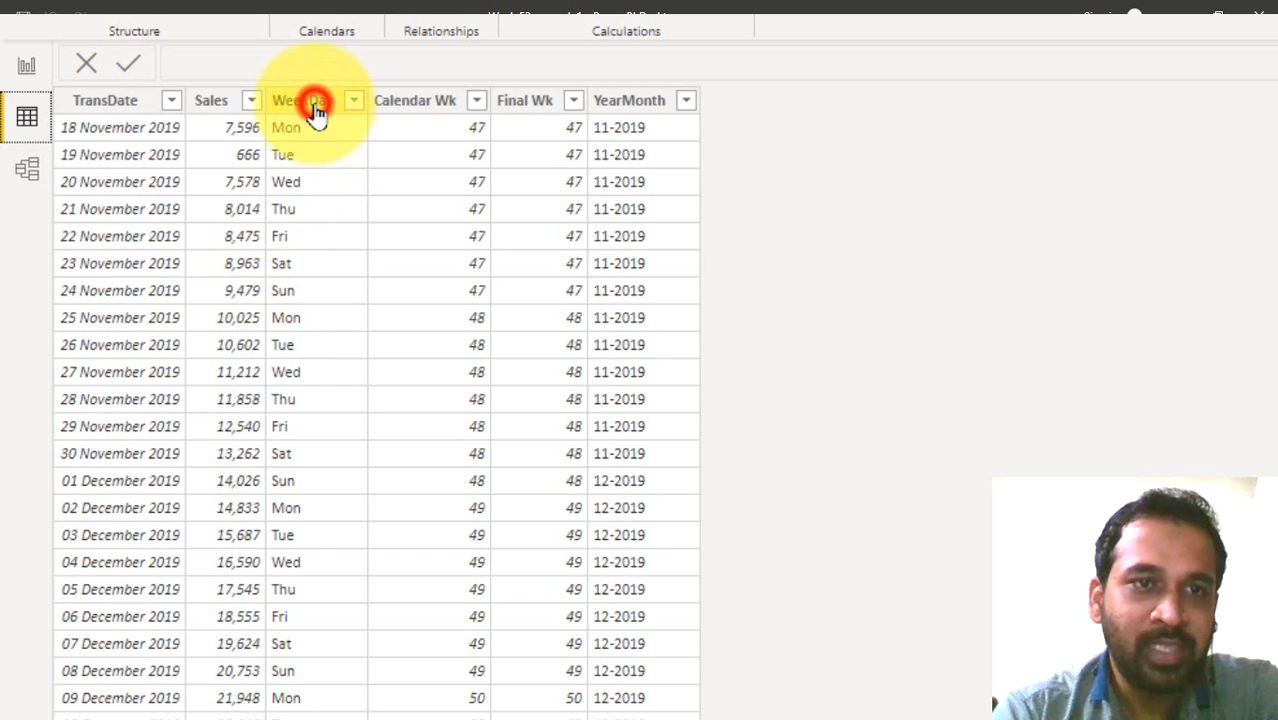 Structure Calendars Relationships Calculations
TransDate Sales Calendar Wk Final Wk YearMonth
18 November 2019 7,596 Mon 47 47 11-2019
19 November 2019 666 Tue 47 47 11-2019
20 November 2019 7,578 Wed 47 47 11-2019
21 November 2019 8,014 Thu 47 47 11-2019
22 November 2019 8,475 Fri 47 47 11-2019
23 November 2019 8,963 Sat 47 47 11-2019
24 November 2019 9,479 Sun 47 47 11-2019
25 November 2019 10,025 Mon 48 48 11-2019
26 November 2019 10,602 Tue 48 48 11-2019
27 November 2019 11,212 Wed 48 48 11-2019
28 November 2019 11,858 Thu 48 48 11-2019
29 November 2019 12,540 Fri 48 48 11-2019
30 November 2019 13,262 Sat 48 48 11-2019
01 December 2019 14,026 Sun 48 48 12-2019
02 December 2019 14,833 Mon 49 49 12-2019
03 December 2019 15,687 Tue 49 49 12-2019
04 December 2019 16,590 Wed 49 49 12-2019
05 December 2019 17,545 Thu 49 49 12-2019
06 December 2019 18,555 Fri 49 49 12-2019
07 December 2019 19,624 Sat 49 49 12-2019
08 December 2019 20,753 Sun 49 49 12-2019
09 December 2019 21,948 Mon 50 50 12-2019